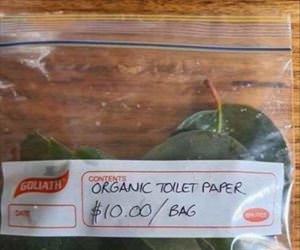 GOLIATH
CONTENTS
ORGANIC TOILET PAPER
DATE
$10.00/BAG